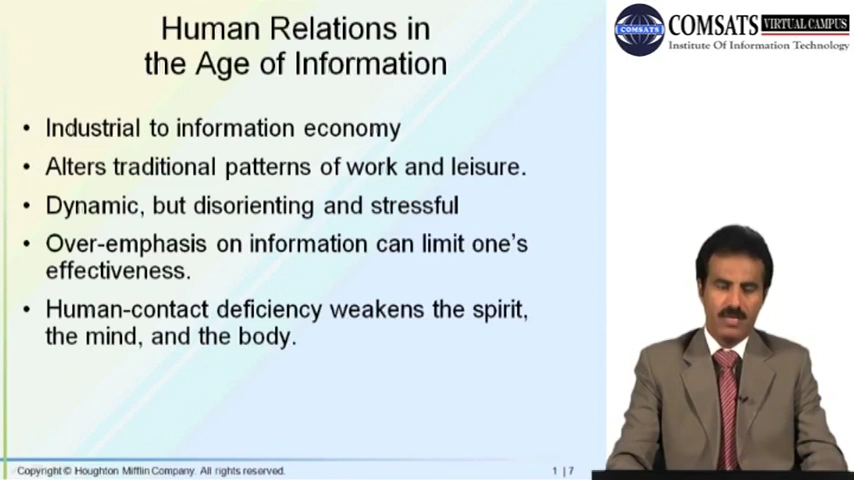 Human Relations in
the Age of Information
• Industrial to information economy
• Alters traditional patterns of work and leisure.
• Dynamic, but disorienting and stressful
• Over-emphasis on information can limit one's
effectiveness.
• Human-contact deficiency weakens the spirit,
the mind, and the body.
Copyright © Houghton Mifflin Company. All rights reserved.
1 | 7
COMSATS
COMSATS VIRTUAL CAMPUS
Institute Of Information Technology